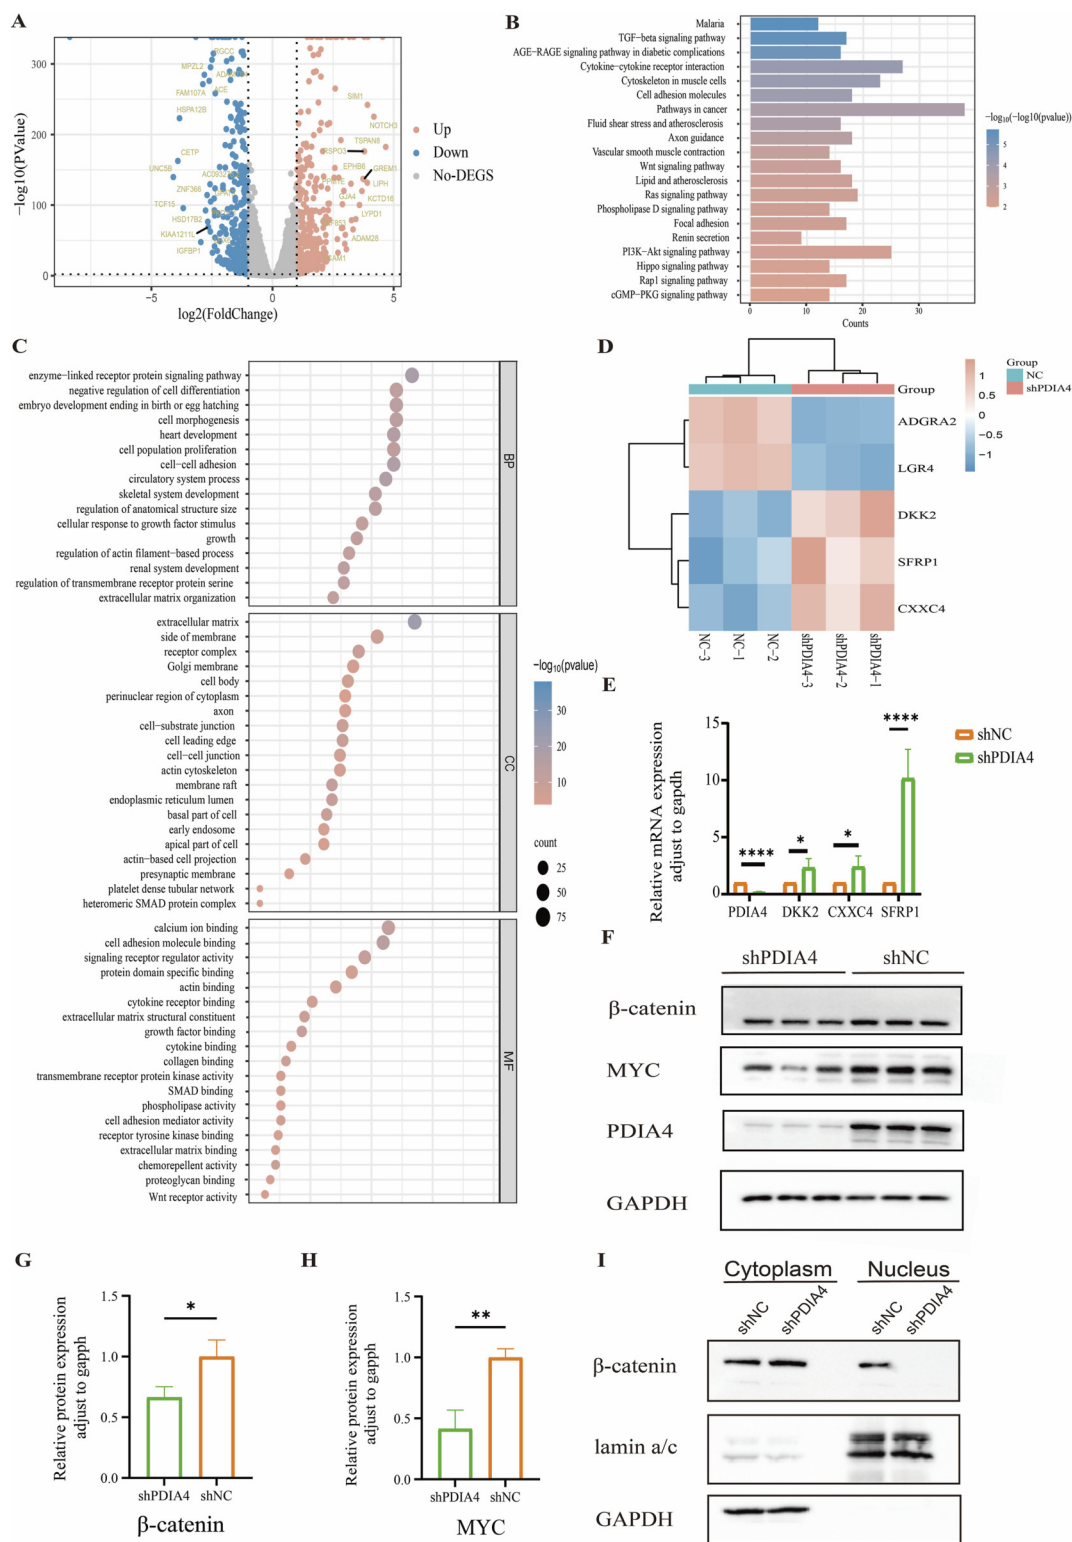 A
300
200
100
0
−log10(PValue)
−5
0
5
log2(FoldChange)
RGCC
MPZL2
ACE
FAM107A
HSPA12B
CETP
UNC5B
ZNF366
TCF15
HSD17B2
KIAA1211L
IGFBP1
SIM1
NOTCH3
TSPAN8
RSPO3
EPHB6
GREM1
LIPH
GJA4
KCTD16
LYPD1
ADAM28
Up
Down
No−DEGS
B
Malaria
TGF−beta signaling pathway
AGE−RAGE signaling pathway in diabetic complications
Cytokine−cytokine receptor interaction
Cytoskeleton in muscle cells
Cell adhesion molecules
Pathways in cancer
Fluid shear stress and atherosclerosis
Axon guidance
Vascular smooth muscle contraction
Wnt signaling pathway
Lipid and atherosclerosis
Ras signaling pathway
Phospholipase D signaling pathway
Focal adhesion
Renin secretion
PI3K−Akt signaling pathway
Hippo signaling pathway
Rap1 signaling pathway
cGMP−PKG signaling pathway
0
10
20
30
Counts
−log10(−log10(pvalue))
5
4
3
2
C
enzyme−linked receptor protein signaling pathway
negative regulation of cell differentiation
embryo development ending in birth or egg hatching
cell morphogenesis
heart development
cell population proliferation
cell−cell adhesion
circulatory system process
skeletal system development
regulation of anatomical structure size
cellular response to growth factor stimulus
growth
regulation of actin filament−based process
renal system development
regulation of transmembrane receptor protein serine
extracellular matrix organization
BP
extracellular matrix
side of membrane
receptor complex
Golgi membrane
cell body
perinuclear region of cytoplasm
axon
cell−substrate junction
cell leading edge
cell−cell junction
actin cytoskeleton
membrane raft
endoplasmic reticulum lumen
basal part of cell
early endosome
apical part of cell
actin−based cell projection
presynaptic membrane
platelet dense tubular network
heteromeric SMAD protein complex
CC
calcium ion binding
cell adhesion molecule binding
signaling receptor regulator activity
protein domain specific binding
actin binding
cytokine receptor binding
extracellular matrix structural constituent
growth factor binding
cytokine binding
collagen binding
transmembrane receptor protein kinase activity
SMAD binding
phospholipase activity
cell adhesion mediator activity
receptor tyrosine kinase binding
extracellular matrix binding
chemorepellent activity
proteoglycan binding
Wnt receptor activity
MF
−log10(pvalue)
30
20
10
count
25
50
75
D
Group
ADGRA2
LGR4
DKK2
SFRP1
CXXC4
NC−3
NC−1
NC−2
shPDIA4−3
shPDIA4−2
shPDIA4−1
1
0.5
0
−0.5
−1
Group
NC
shPDIA4
E
Relative mRNA expression
adjust to gapdh
15
10
5
0
****
*
*
****
PDIA4
DKK2
CXXC4
SFRP1
shNC
shPDIA4
F
shPDIA4
shNC
β-catenin
MYC
PDIA4
GAPDH
G
Relative protein expression
adjust to gapph
1.5
1.0
0.5
0.0
*
shPDIA4
shNC
β-catenin
H
Relative protein expression
adjust to gapph
1.5
1.0
0.5
0.0
**
shPDIA4
shNC
MYC
I
Cytoplasm
Nucleus
shNC
shPDIA4
shNC
shPDIA4
β-catenin
lamin a/c
GAPDH